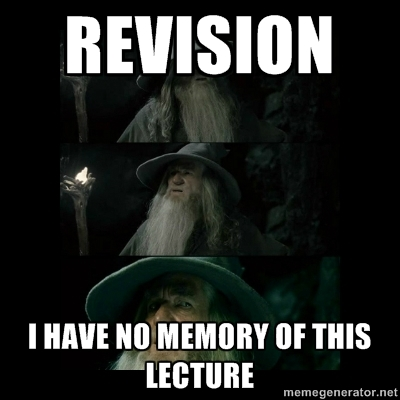 REVISION
I HAVE NO MEMORY OF THIS
LECTURE
memegenerator.net